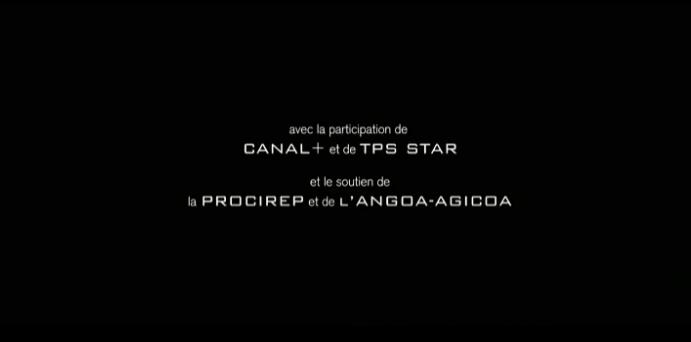 avec la participation de
CANAL+ et de TPS STAR
et le soutien de
la PROCIREP et de L'ANGOA-AGICOA